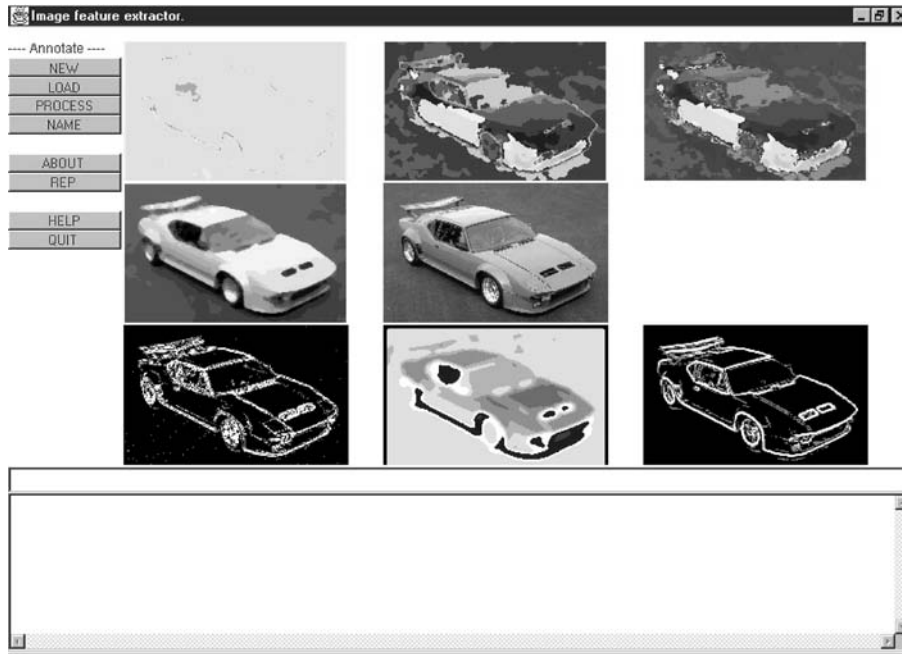 Image feature extractor.
---- Annotate ----
NEW
LOAD
PROCESS
NAME
ABOUT
REP
HELP
QUIT